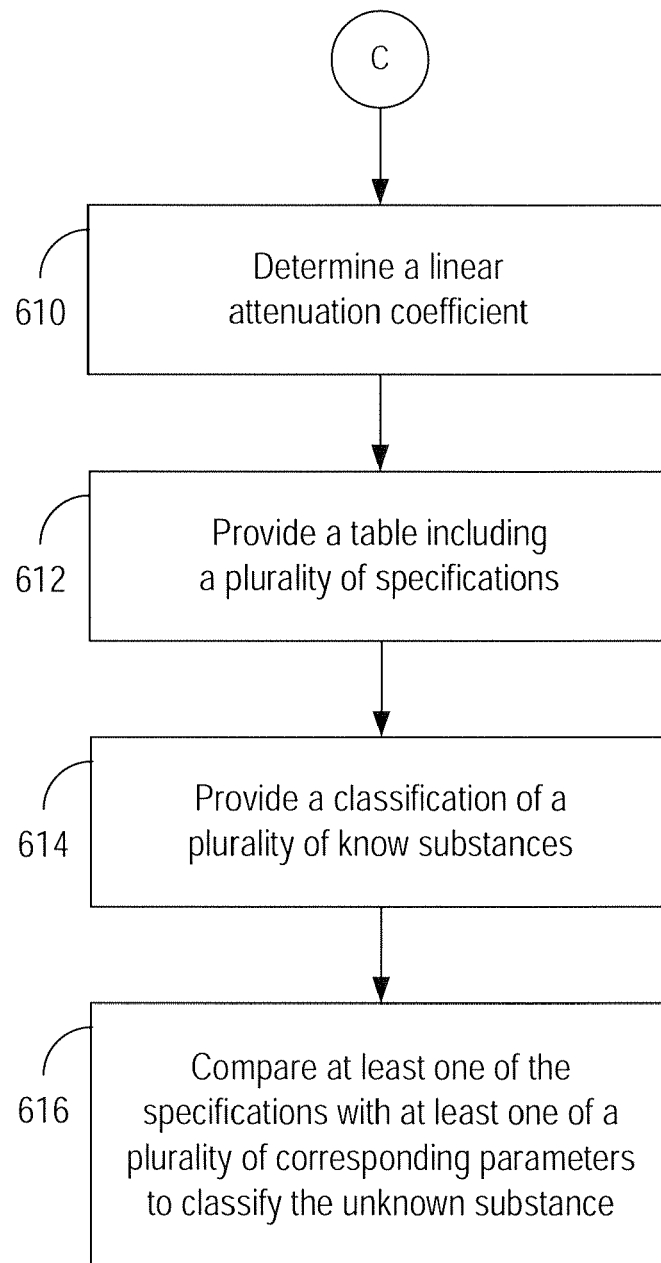 C
Determine a linear
attenuation coefficient
610
Provide a table including
a plurality of specifications
612
Provide a classification of a
plurality of know substances
614
Compare at least one of the
specifications with at least one of a
plurality of corresponding parameters
to classify the unknown substance
616